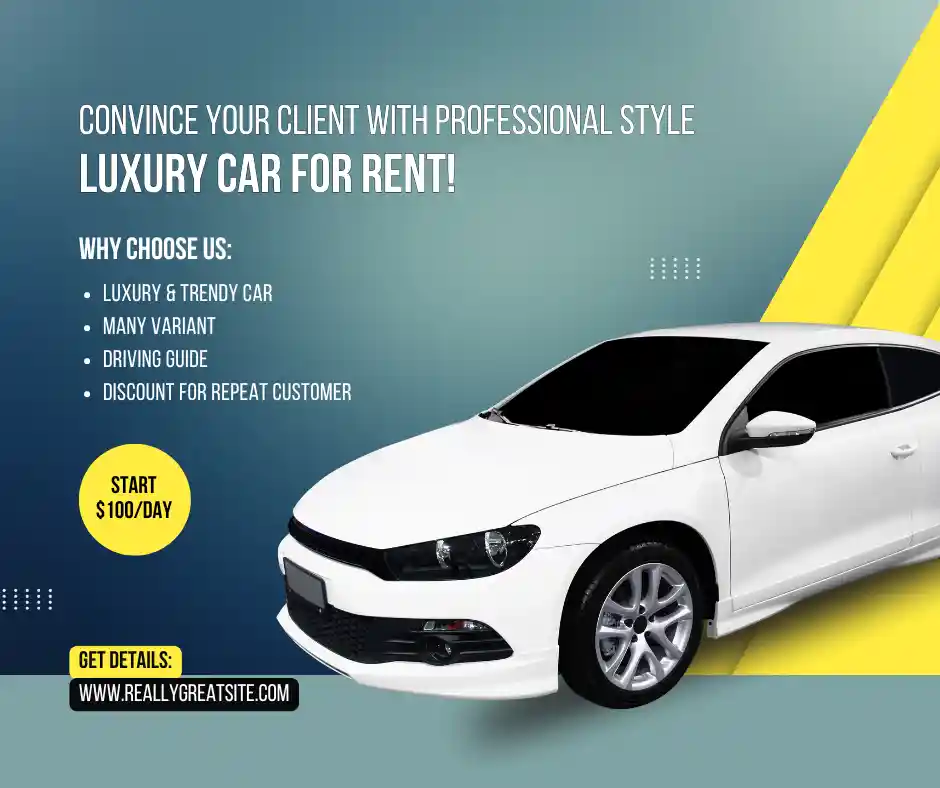 CONVINCE YOUR CLIENT WITH PROFESSIONAL STYLE
LUXURY CAR FOR RENT!
WHY CHOOSE US:
• LUXURY & TRENDY CAR
• MANY VARIANT
• DRIVING GUIDE
• DISCOUNT FOR REPEAT CUSTOMER
START
$100/DAY
GET DETAILS:
WWW.REALLYGREATSITE.COM